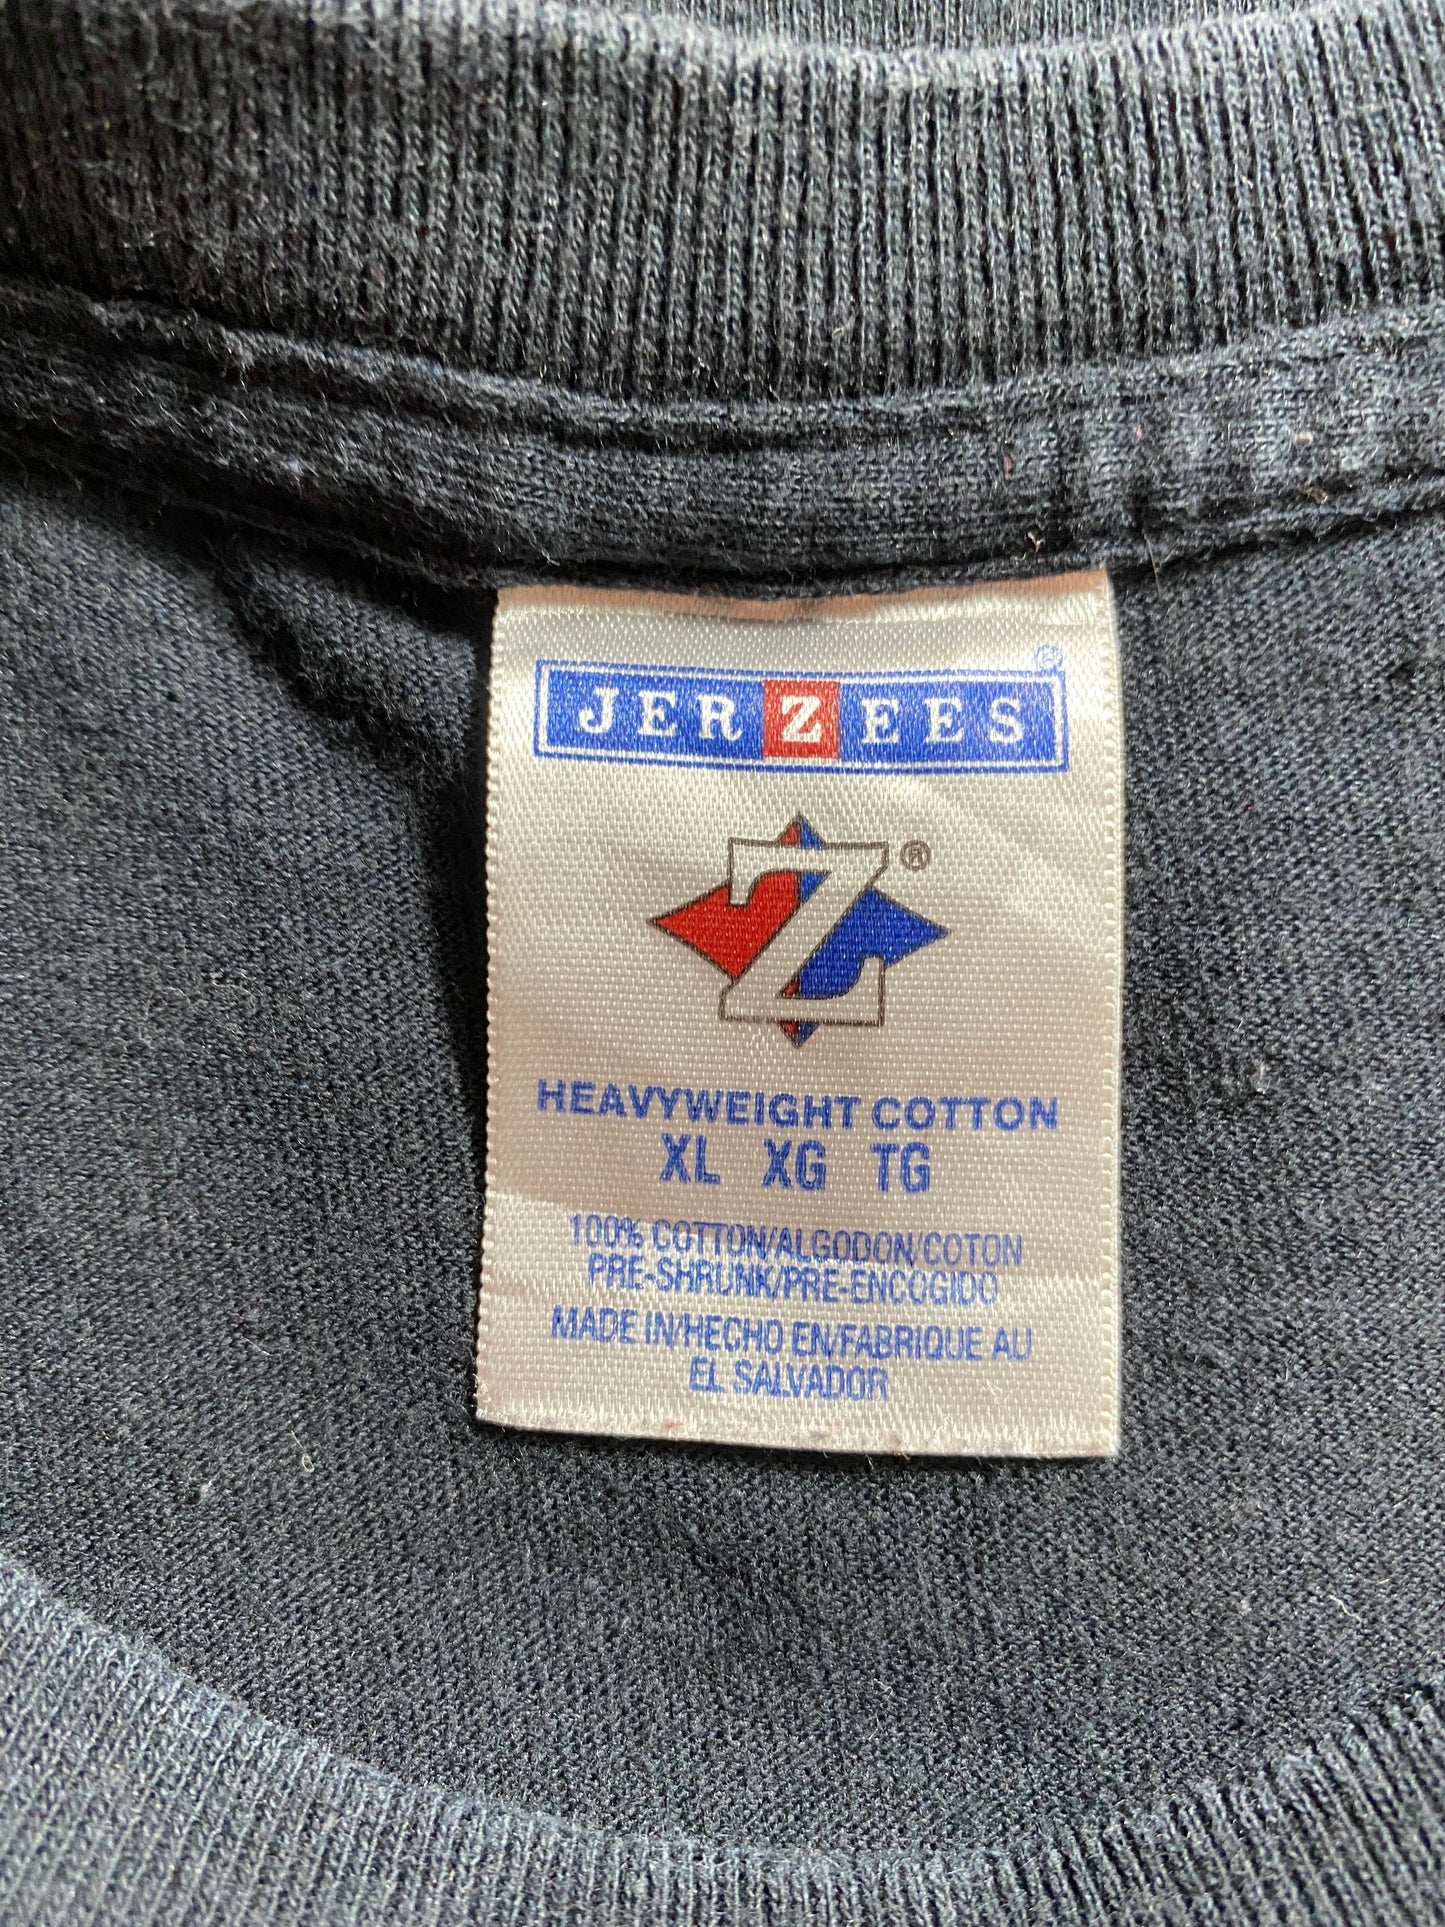 JERZEES®
Z®
HEAVYWEIGHT COTTON
XL XG TG
100% COTTON/ALGODON/COTON
PRE-SHRUNK/PRE-ENCOGIDO
MADE IN/HECHO EN/FABRIQUE AU
EL SALVADOR